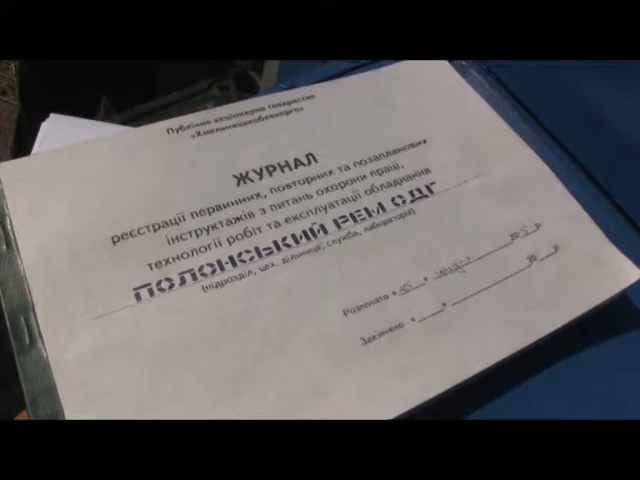 Публічне акціонерне товариство
«Хмельницькобленерго»
ЖУРНАЛ
реєстрації первинних, повторних та позапланових
інструктажів з питань охорони праці,
технології робіт та експлуатації обладнання
ПОЛОНСЬКИЙ РЕМ ОДГ
(підрозділ, цех, дільниця, служба, лабораторія)
Розпочато
Закінчено